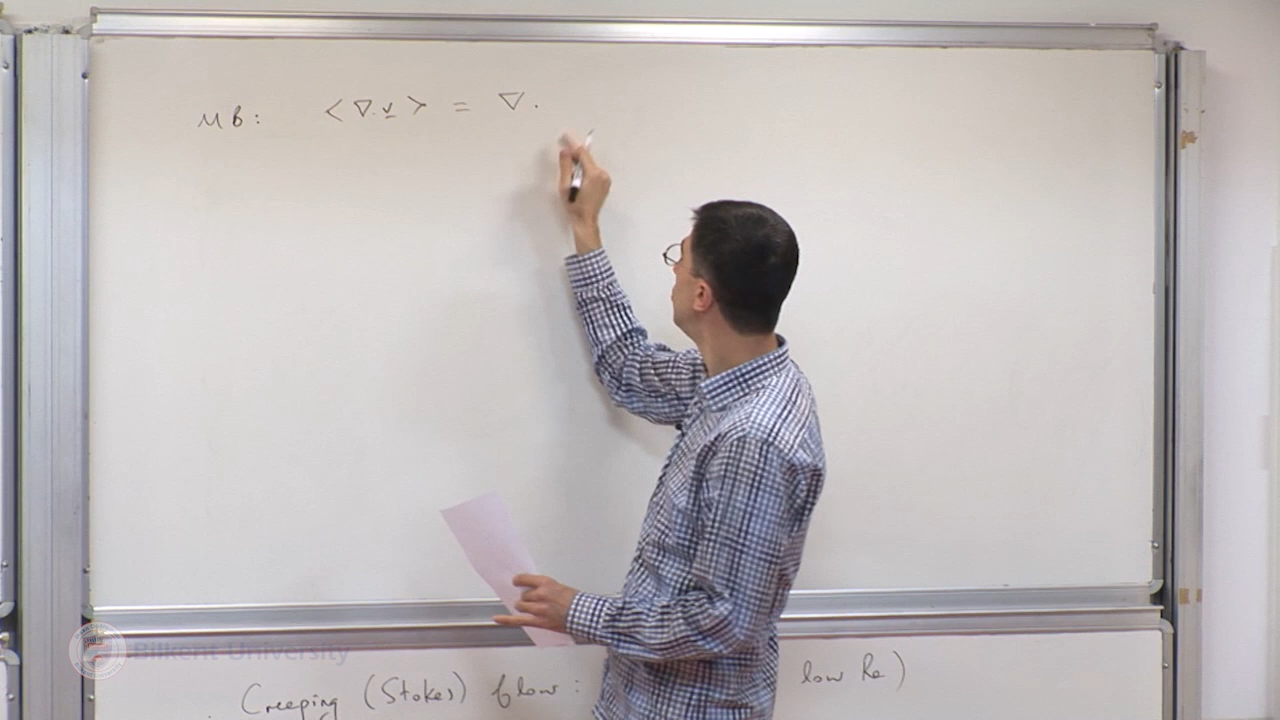 MB: <∇.v> = ∇.
Creeping (Stokes) flow: low Re)
Bilkent University